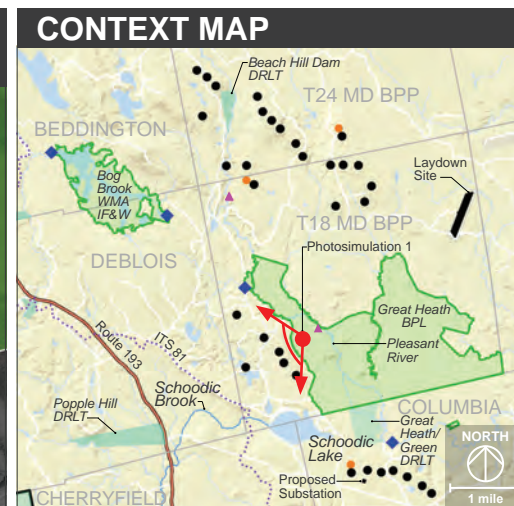 CONTEXT MAP
Beach Hill Dam
DRLT
T24 MD BPP
BEDDINGTON
Laydown
Site
Bog
Brook
WMA
IF&W
T18 MD BPP
Photosimulation 1
DEBLOIS
Great Heath
BPL
Pleasant
River
Route 193
ITS 81
Schoodic
Brook
Popple Hill
DRLT
COLUMBIA
Great
Heath/
Green
DRLT
NORTH
Schoodic
Lake
Proposed
Substation
CHERRYFIELD
1 mile